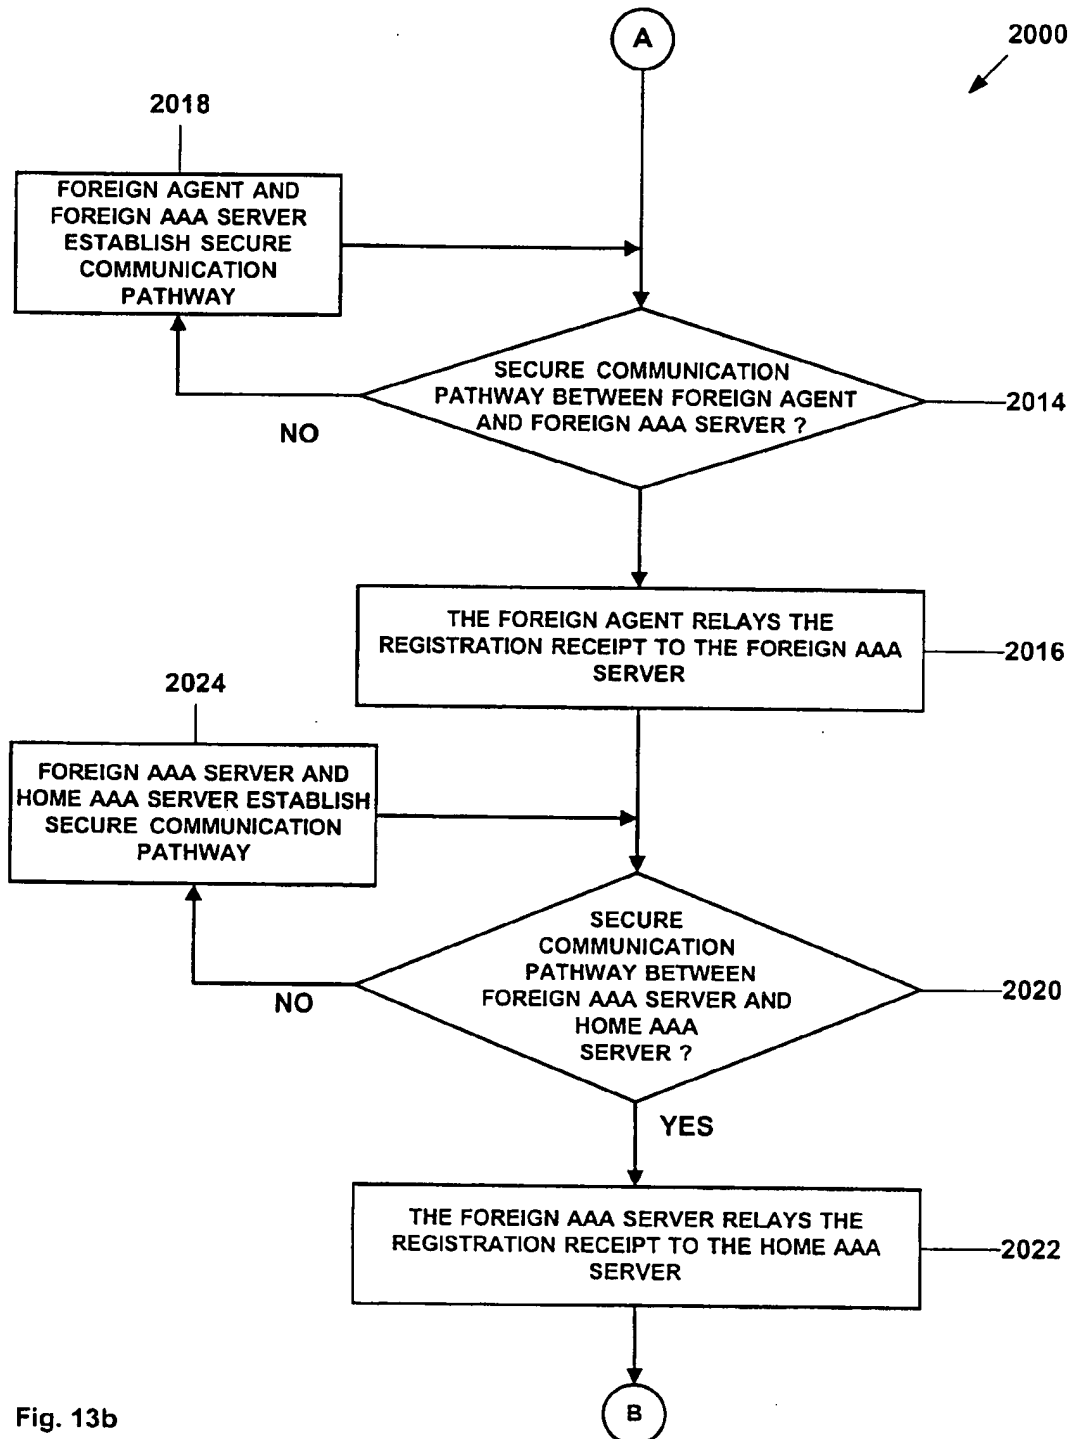 A
2000
2018
FOREIGN AGENT AND
FOREIGN AAA SERVER
ESTABLISH SECURE
COMMUNICATION
PATHWAY
SECURE COMMUNICATION
PATHWAY BETWEEN FOREIGN AGENT
AND FOREIGN AAA SERVER ?
2014
NO
THE FOREIGN AGENT RELAYS THE
REGISTRATION RECEIPT TO THE FOREIGN AAA
SERVER
2016
2024
FOREIGN AAA SERVER AND
HOME AAA SERVER ESTABLISH
SECURE COMMUNICATION
PATHWAY
SECURE
COMMUNICATION
PATHWAY BETWEEN
FOREIGN AAA SERVER AND
HOME AAA
SERVER ?
2020
NO
YES
THE FOREIGN AAA SERVER RELAYS THE
REGISTRATION RECEIPT TO THE HOME AAA
SERVER
2022
B
Fig. 13b